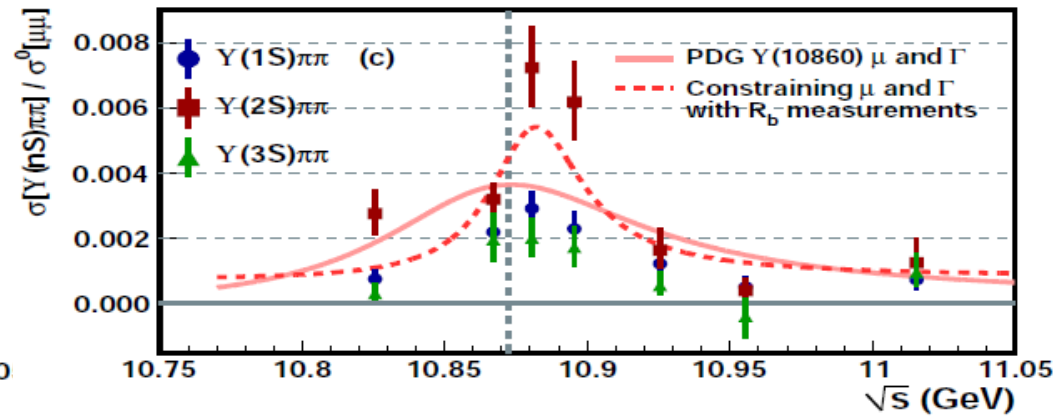 σ[Υ(nS)ππ] / σ⁰[μμ]
0.008
0.006
0.004
0.002
0.000
Υ(1S)ππ (c)
Υ(2S)ππ
Υ(3S)ππ
PDG Υ(10860) μ and Γ
Constraining μ and Γ
with R_b measurements
0
10.75 10.8 10.85 10.9 10.95 11 11.05
√s (GeV)